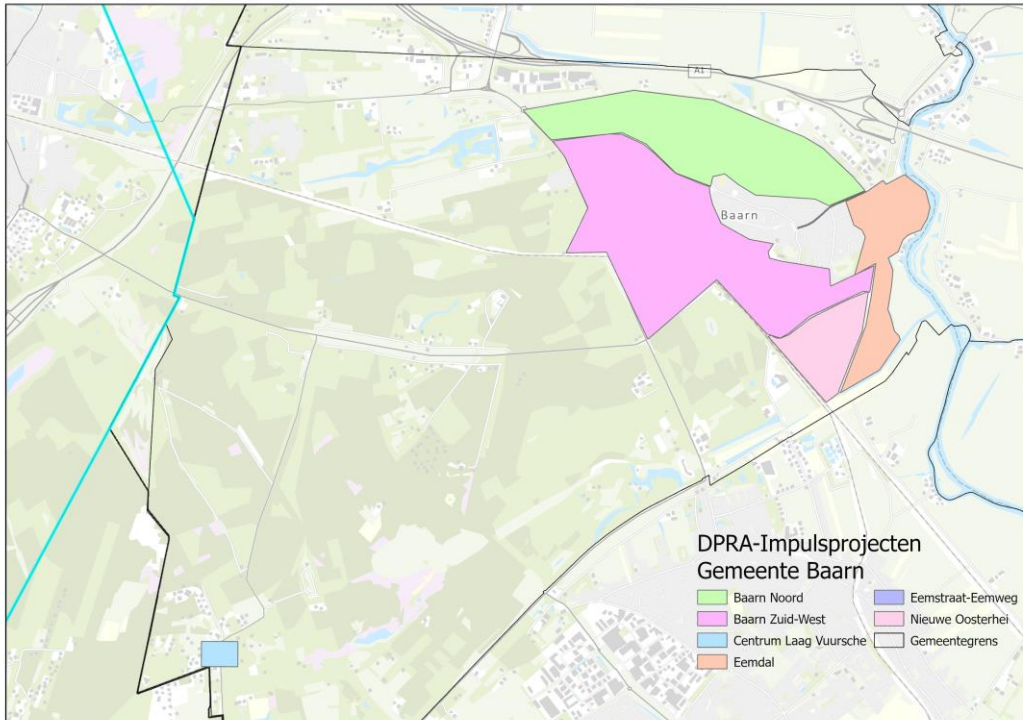 A1
Baarn
DPRA-Impulsprojecten
Gemeente Baarn
Baarn Noord
Baarn Zuid-West
Centrum Laag Vuursche
Eemdal
Eemstraat-Eemweg
Nieuwe Oosterhei
Gemeentegrens